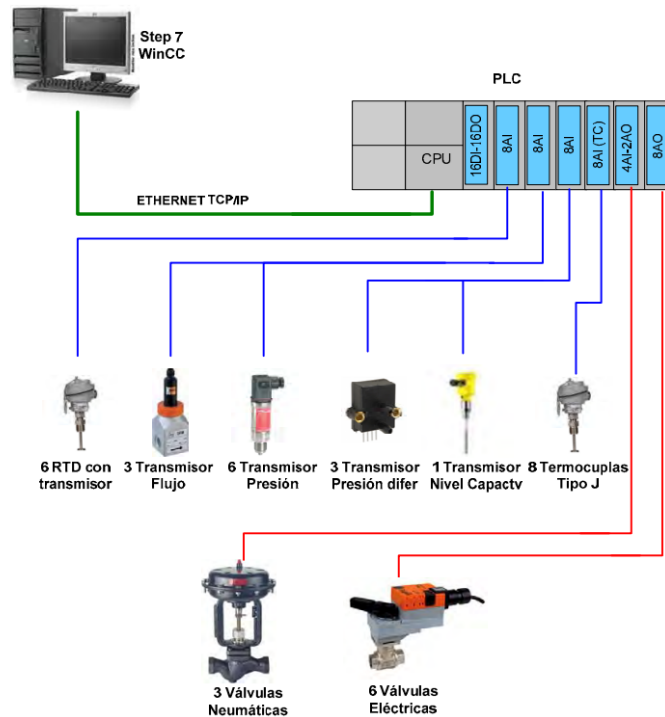 Step 7
WinCC
PLC
CPU
16DI-16DO
8AI
8AI
8AI
8AI (TC)
4AI-2AO
8AO
ETHERNET TCP/IP
6 RTD con
transmisor
3 Transmisor
Flujo
6 Transmisor
Presión
3 Transmisor
Presión difer
1 Transmisor
Nivel Capactv
8 Termocuplas
Tipo J
3 Válvulas
Neumáticas
6 Válvulas
Eléctricas